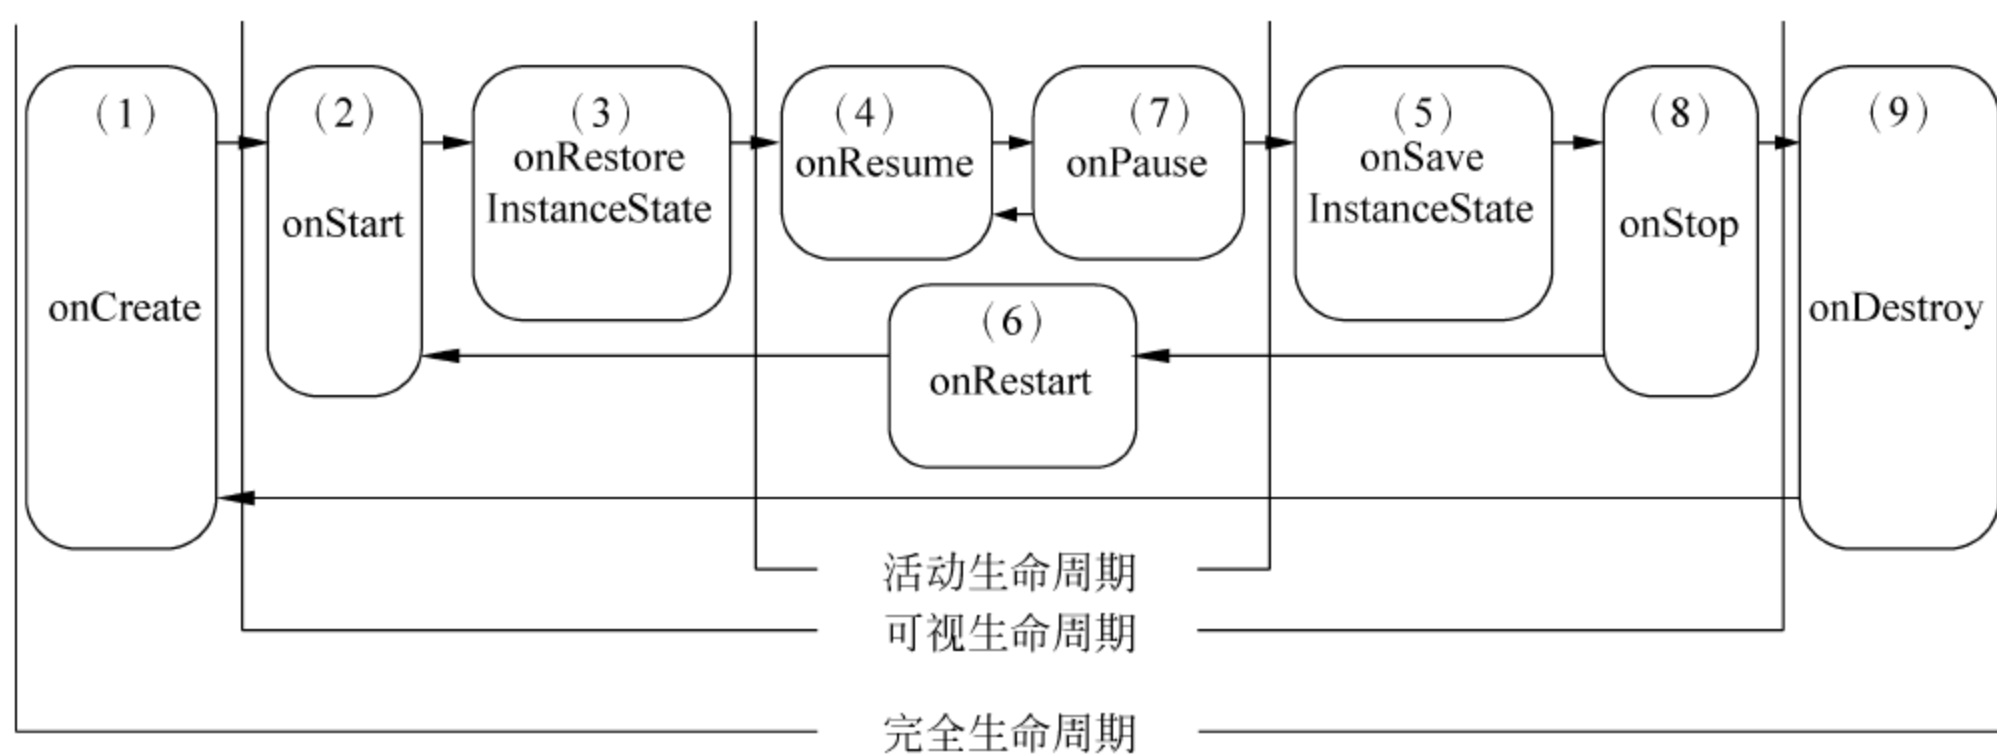 (1)
onCreate
(2)
onStart
(3)
onRestore
InstanceState
(4)
onResume
(7)
onPause
(5)
onSave
InstanceState
(8)
onStop
(9)
onDestroy
(6)
onRestart
活动生命周期
可视生命周期
完全生命周期